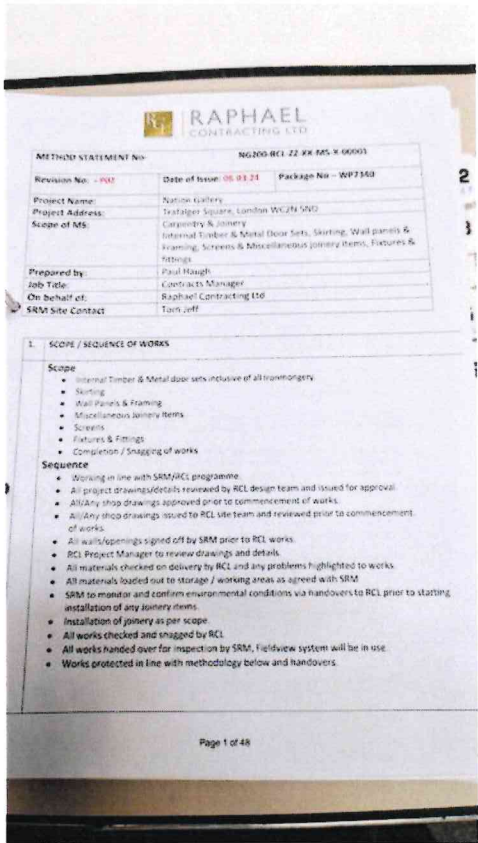 RCL RAPHAEL
CONTRACTING LTD
METHOD STATEMENT No: NG200-RCL-ZZ-XX-MS-X-00001
Revision No: - P02 Date of Issue: 05.03.24 Package No – WP7340
Project Name: Nation Gallery
Project Address: Trafalger Square, London WC2N 5ND
Scope of MS: Carpentry & Joinery
Internal Timber & Metal Door Sets, Skirting, Wall panels &
Framing, Screens & Miscellaneous joinery items, Fixtures &
fittings
Prepared by: Paul Haugh
Job Title: Contracts Manager
On behalf of: Raphael Contracting Ltd
SRM Site Contact Tom Jeff
1. SCOPE / SEQUENCE OF WORKS
Scope
• Internal Timber & Metal door sets inclusive of all ironmongery
• Skirting
• Wall Panels & Framing
• Miscellaneous Joinery Items
• Screens
• Fixtures & Fittings
• Completion / Snagging of works
Sequence
• Working in line with SRM/RCL programme.
• All project drawings/details reviewed by RCL design team and issued for approval.
• All/Any shop drawings approved prior to commencement of works.
• All/Any shop drawings issued to RCL site team and reviewed prior to commencement
of works.
• All walls/openings signed off by SRM prior to RCL works.
• RCL Project Manager to review drawings and details.
• All materials checked on delivery by RCL and any problems highlighted to works.
• All materials loaded out to storage / working areas as agreed with SRM
• SRM to monitor and confirm environmental conditions via handovers to RCL prior to starting
installation of any joinery items.
• Installation of joinery as per scope.
• All works checked and snagged by RCL
• All works handed over for inspection by SRM, Fieldview system will be in use.
• Works protected in line with methodology below and handovers.
Page 1 of 48
2